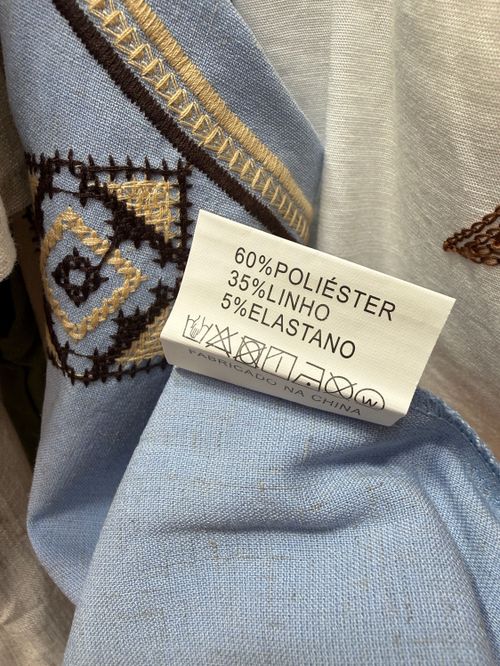 60%POLIÉSTER
35%LINHO
5%ELASTANO
W
FABRICADO NA CHINA